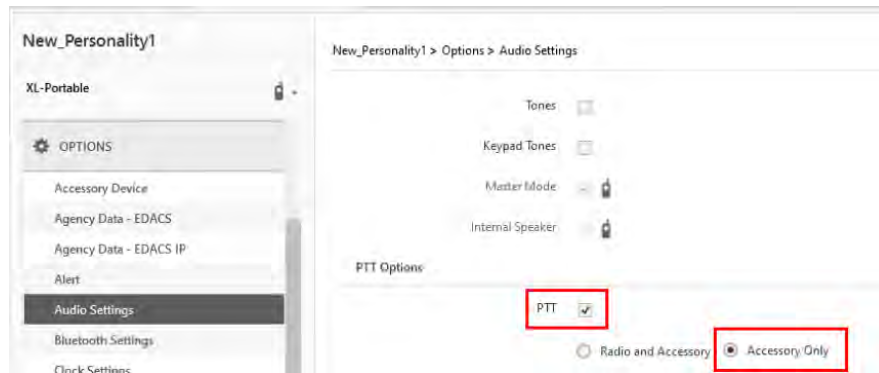 New_Personality1
New_Personality1 > Options > Audio Settings
XL-Portable
OPTIONS
Accessory Device
Agency Data - EDACS
Agency Data - EDACS IP
Alert
Audio Settings
Bluetooth Settings
Clock Settings
Tones
Keypad Tones
Master Mode
Internal Speaker
PTT Options
PTT
Radio and Accessory
Accessory Only